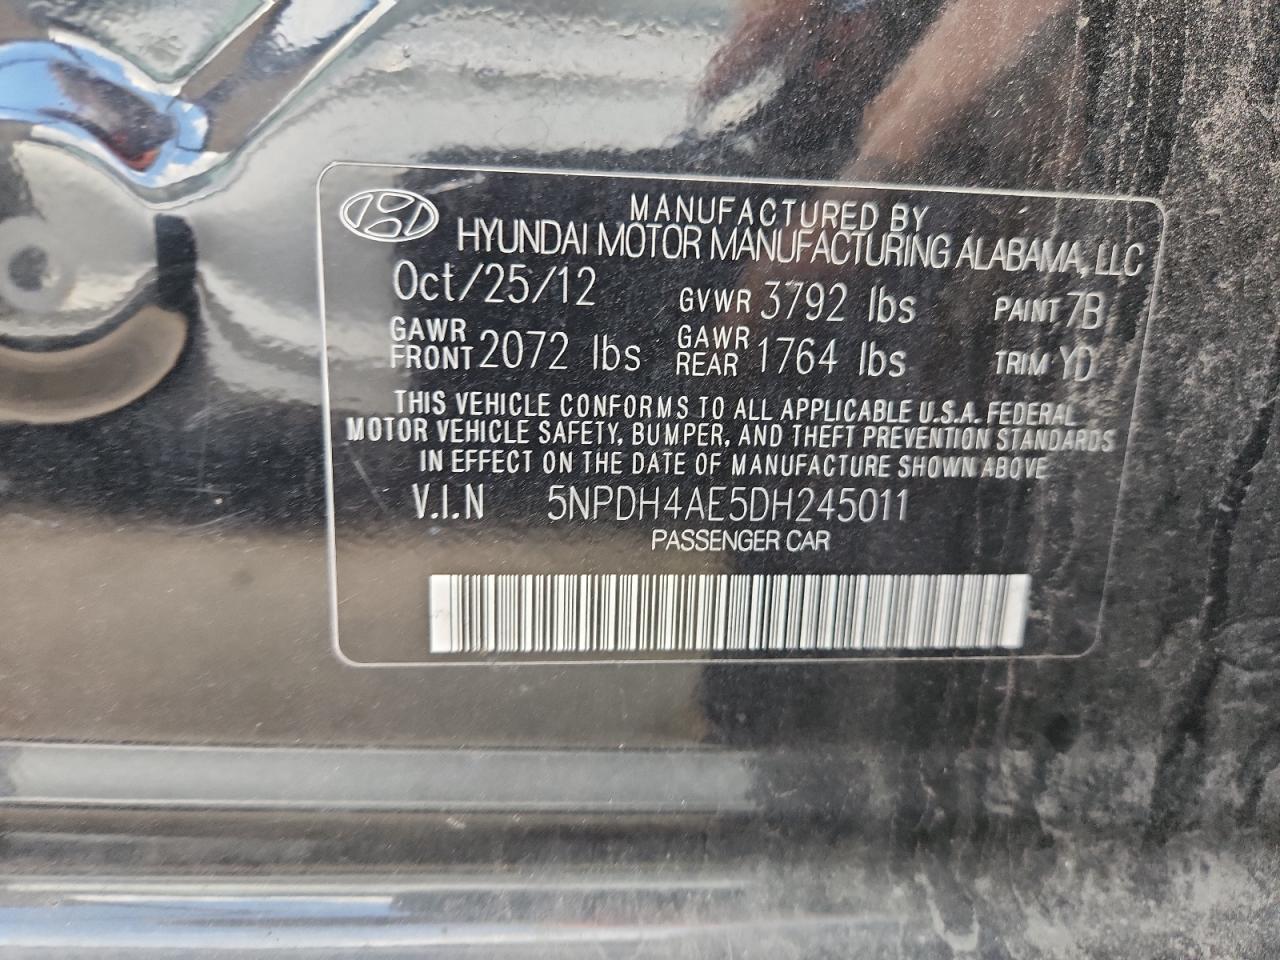 MANUFACTURED BY
HYUNDAI MOTOR MANUFACTURING ALABAMA, LLC
Oct/25/12 GVWR 3792 lbs PAINT 7B
GAWR FRONT 2072 lbs GAWR REAR 1764 lbs TRIM YD
THIS VEHICLE CONFORMS TO ALL APPLICABLE U.S.A. FEDERAL
MOTOR VEHICLE SAFETY, BUMPER, AND THEFT PREVENTION STANDARDS
IN EFFECT ON THE DATE OF MANUFACTURE SHOWN ABOVE
V.I.N 5NPDH4AE5DH245011
PASSENGER CAR